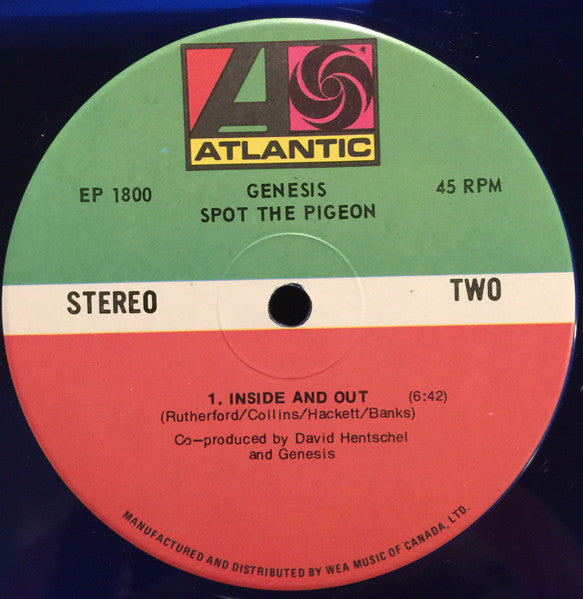 ATLANTIC
EP 1800
GENESIS
45 RPM
SPOT THE PIGEON
STEREO
TWO
1. INSIDE AND OUT (6:42)
(Rutherford/Collins/Hackett/Banks)
Co-produced by David Hentschel
and Genesis
MANUFACTURED AND DISTRIBUTED BY WEA MUSIC OF CANADA, LTD.